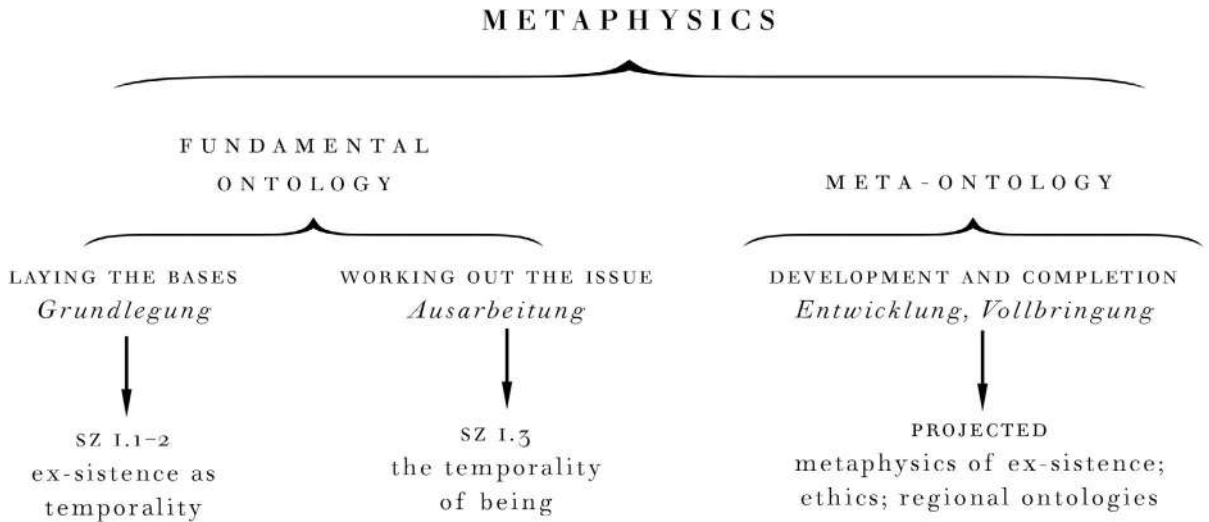 METAPHYSICS
FUNDAMENTAL
ONTOLOGY
META-ONTOLOGY
LAYING THE BASES
Grundlegung
WORKING OUT THE ISSUE
Ausarbeitung
DEVELOPMENT AND COMPLETION
Entwicklung, Vollbringung
SZ I.1–2
ex-sistence as
temporality
SZ I.3
the temporality
of being
PROJECTED
metaphysics of ex-sistence;
ethics; regional ontologies